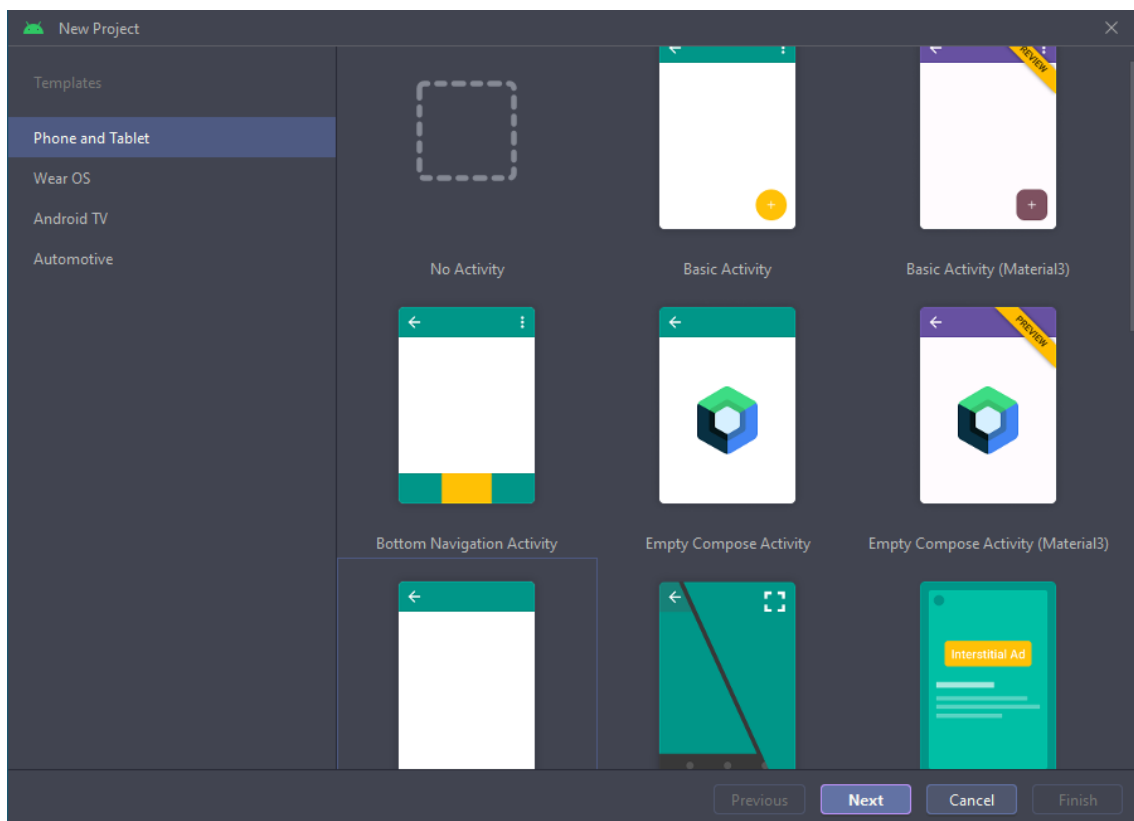 New Project
Templates
Phone and Tablet
Wear OS
Android TV
Automotive
PREVIEW
No Activity
Basic Activity
Basic Activity (Material3)
PREVIEW
Bottom Navigation Activity
Empty Compose Activity
Empty Compose Activity (Material3)
Interstitial Ad
Previous
Next
Cancel
Finish